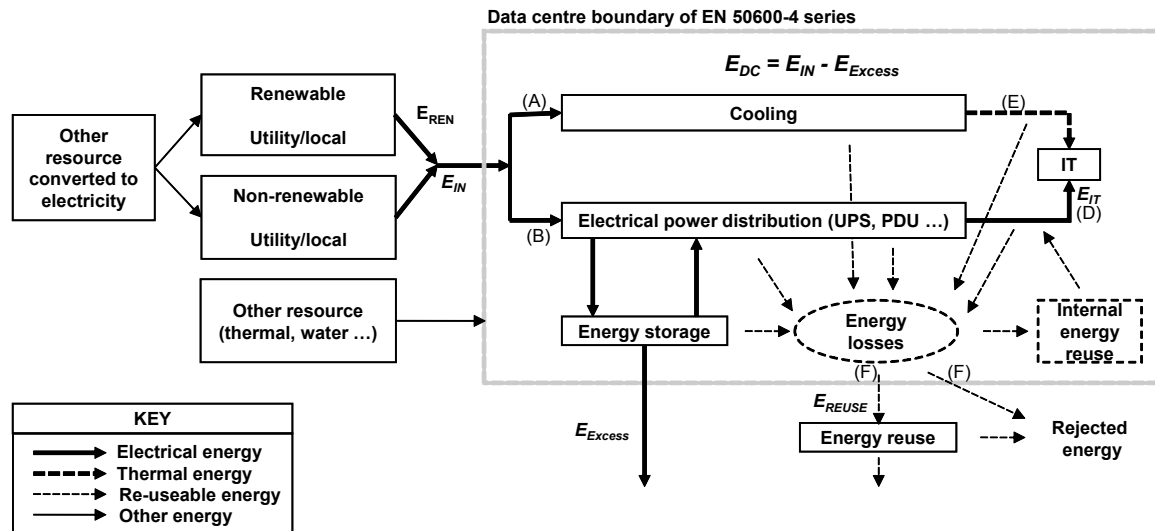 Data centre boundary of EN 50600-4 series
E_DC = E_IN - E_Excess
Renewable
Utility/local
E_REN
(A)
Cooling
(E)
Other
resource
converted to
electricity
E_IN
IT
Non-renewable
Utility/local
E_IT
(D)
(B)
Electrical power distribution (UPS, PDU …)
Other resource
(thermal, water …)
Energy storage
Energy
losses
Internal
energy
reuse
(F)
(F)
KEY
Electrical energy
Thermal energy
Re-useable energy
Other energy
E_Excess
E_REUSE
Energy reuse
Rejected
energy